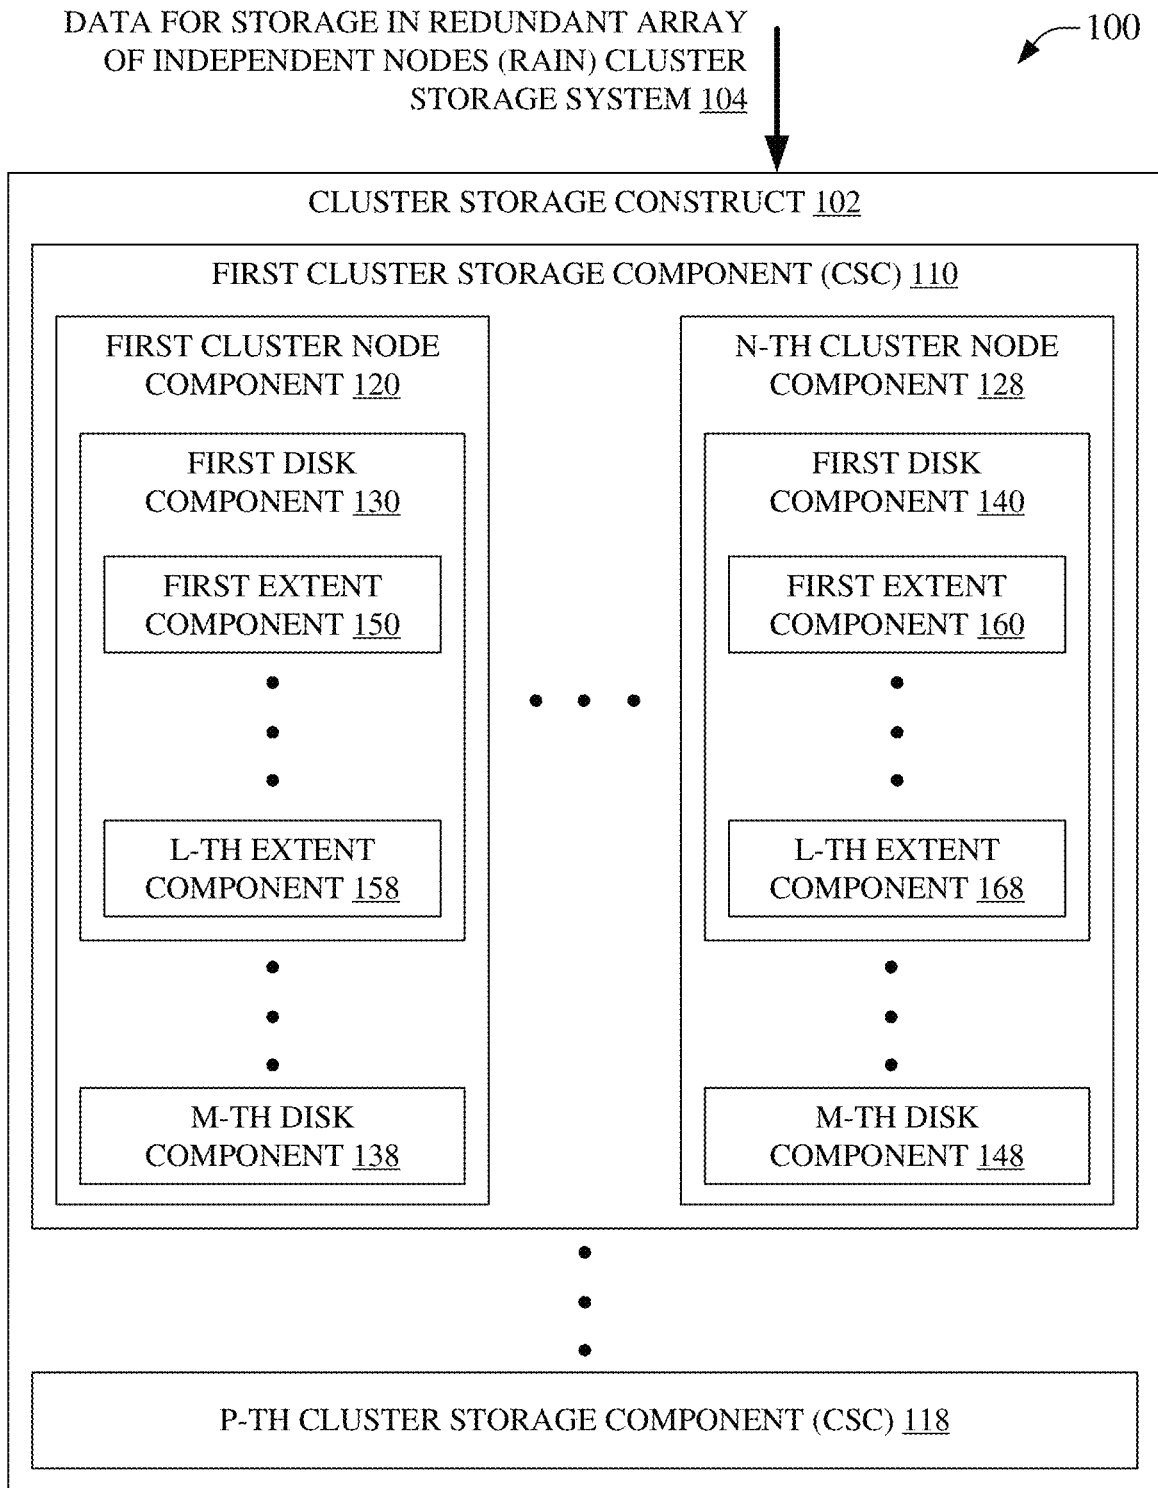 DATA FOR STORAGE IN REDUNDANT ARRAY
OF INDEPENDENT NODES (RAIN) CLUSTER
STORAGE SYSTEM 104
100
CLUSTER STORAGE CONSTRUCT 102
FIRST CLUSTER STORAGE COMPONENT (CSC) 110
FIRST CLUSTER NODE
COMPONENT 120
FIRST DISK
COMPONENT 130
FIRST EXTENT
COMPONENT 150
L-TH EXTENT
COMPONENT 158
M-TH DISK
COMPONENT 138
N-TH CLUSTER NODE
COMPONENT 128
FIRST DISK
COMPONENT 140
FIRST EXTENT
COMPONENT 160
L-TH EXTENT
COMPONENT 168
M-TH DISK
COMPONENT 148
P-TH CLUSTER STORAGE COMPONENT (CSC) 118